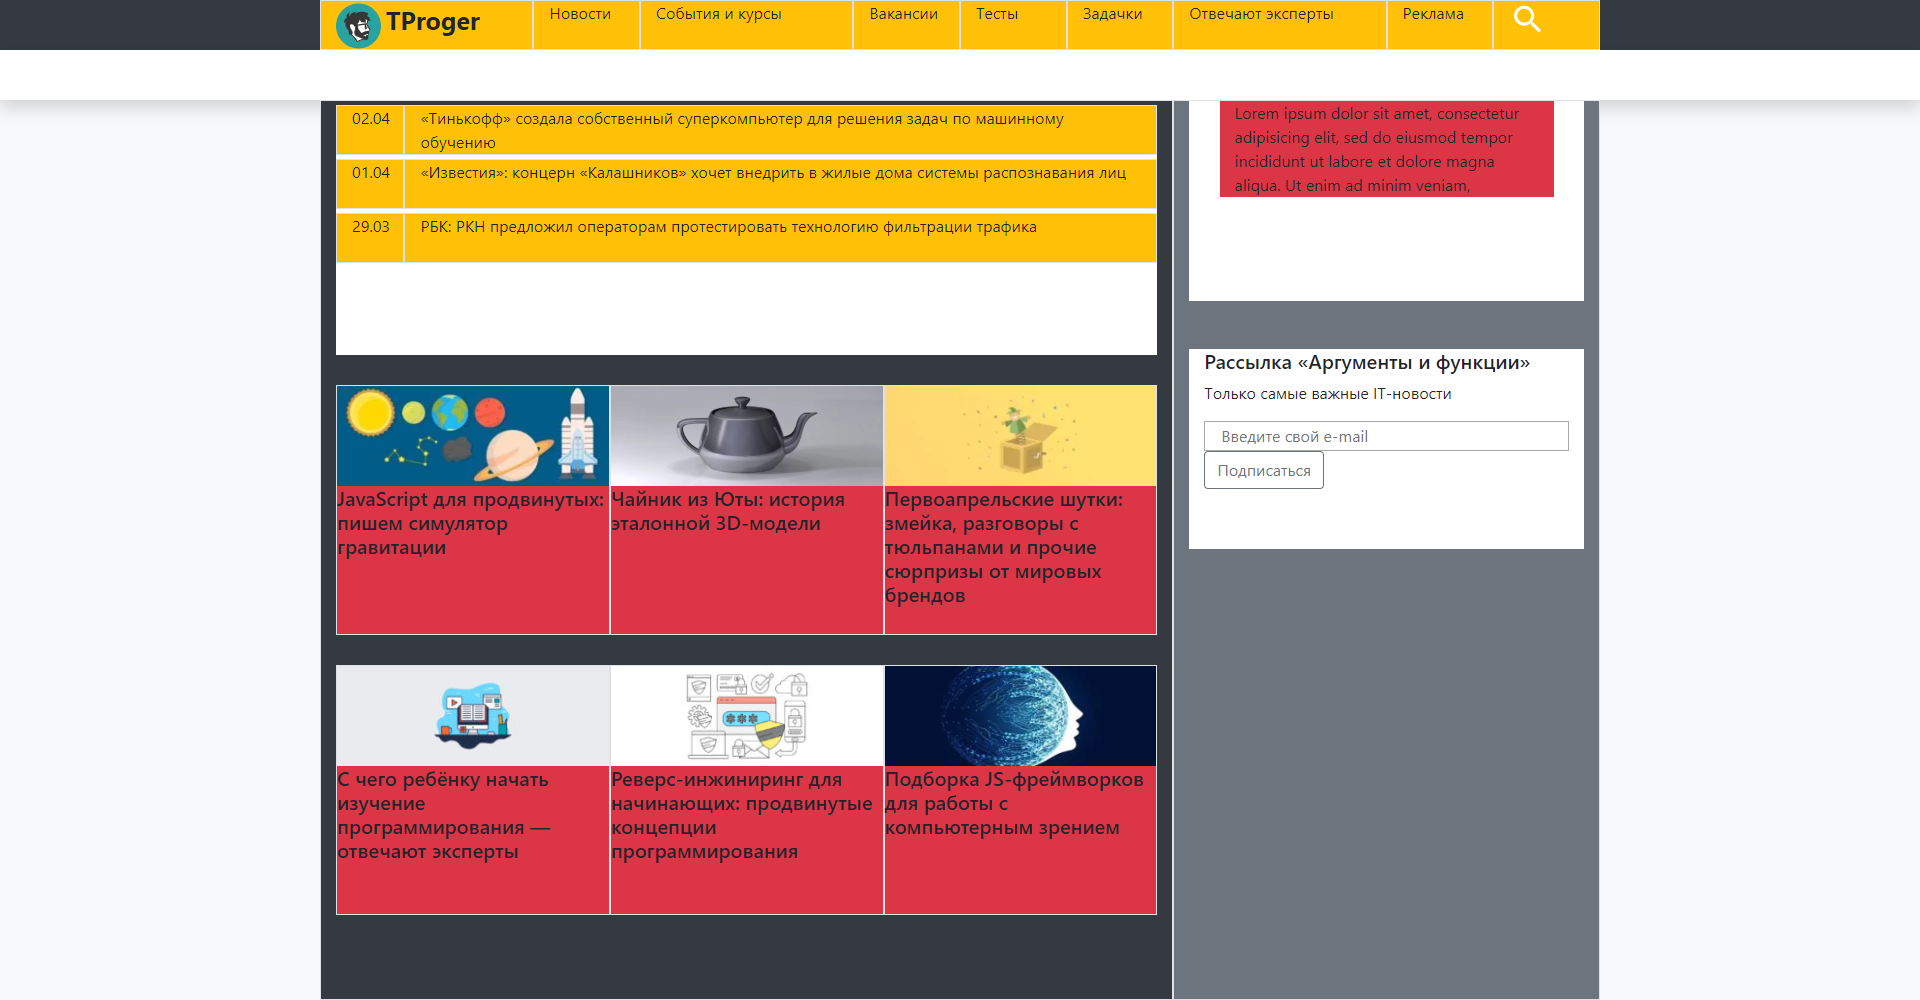 TProger
Новости
События и курсы
Вакансии
Тесты
Задачки
Отвечают эксперты
Реклама
02.04
«Тинькофф» создала собственный суперкомпьютер для решения задач по машинному
обучению
01.04
«Известия»: концерн «Калашников» хочет внедрить в жилые дома системы распознавания лиц
29.03
РБК: РКН предложил операторам протестировать технологию фильтрации трафика
Lorem ipsum dolor sit amet, consectetur
adipisicing elit, sed do eiusmod tempor
incididunt ut labore et dolore magna
aliqua. Ut enim ad minim veniam,
Рассылка «Аргументы и функции»
Только самые важные IT-новости
Введите свой e-mail
Подписаться
JavaScript для продвинутых:
пишем симулятор
гравитации
Чайник из Юты: история
эталонной 3D-модели
Первоапрельские шутки:
змейка, разговоры с
тюльпанами и прочие
сюрпризы от мировых
брендов
С чего ребёнку начать
изучение
программирования —
отвечают эксперты
Реверс-инжиниринг для
начинающих: продвинутые
концепции
программирования
Подборка JS-фреймворков
для работы с
компьютерным зрением